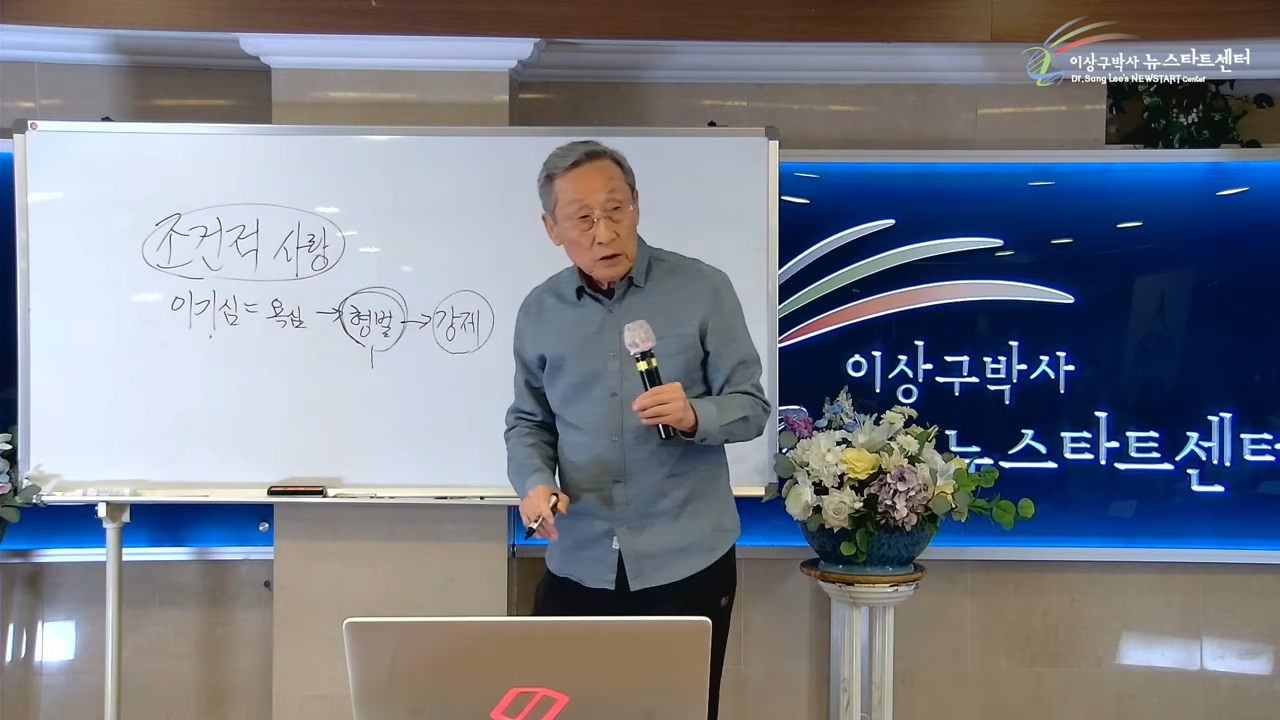 이상구박사 뉴스타트센터
Dr. Sang Lee's NEWSTART Center
조건적 사랑
이기심 = 욕심 → 형벌 → 강제
이상구박사
뉴스타트센터